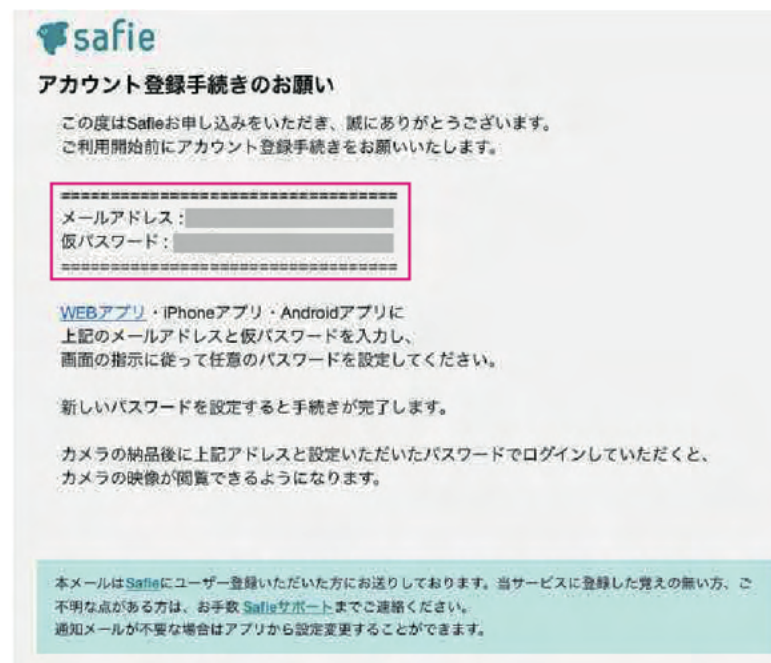 safie
アカウント登録手続きのお願い
この度はSafieお申し込みをいただき、誠にありがとうございます。
ご利用開始前にアカウント登録手続きをお願いいたします。
==================================
メールアドレス：
仮パスワード：
==================================
WEBアプリ・iPhoneアプリ・Androidアプリに
上記のメールアドレスと仮パスワードを入力し、
画面の指示に従って任意のパスワードを設定してください。
新しいパスワードを設定すると手続きが完了します。
カメラの納品後に上記アドレスと設定いただいたパスワードでログインしていただくと、
カメラの映像が閲覧できるようになります。
本メールはSafieにユーザー登録いただいた方にお送りしております。当サービスに登録した覚えの無い方、ご
不明な点がある方は、お手数 Safieサポートまでご連絡ください。
通知メールが不要な場合はアプリから設定変更することができます。